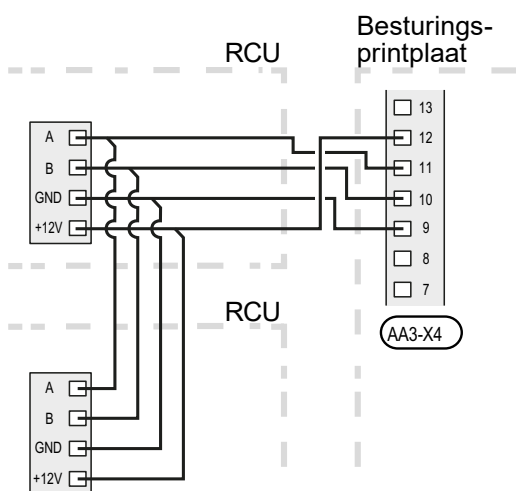 Besturings-
RCU printplaat
A
B
GND
+12V
13
12
11
10
9
8
7
AA3-X4
RCU
A
B
GND
+12V